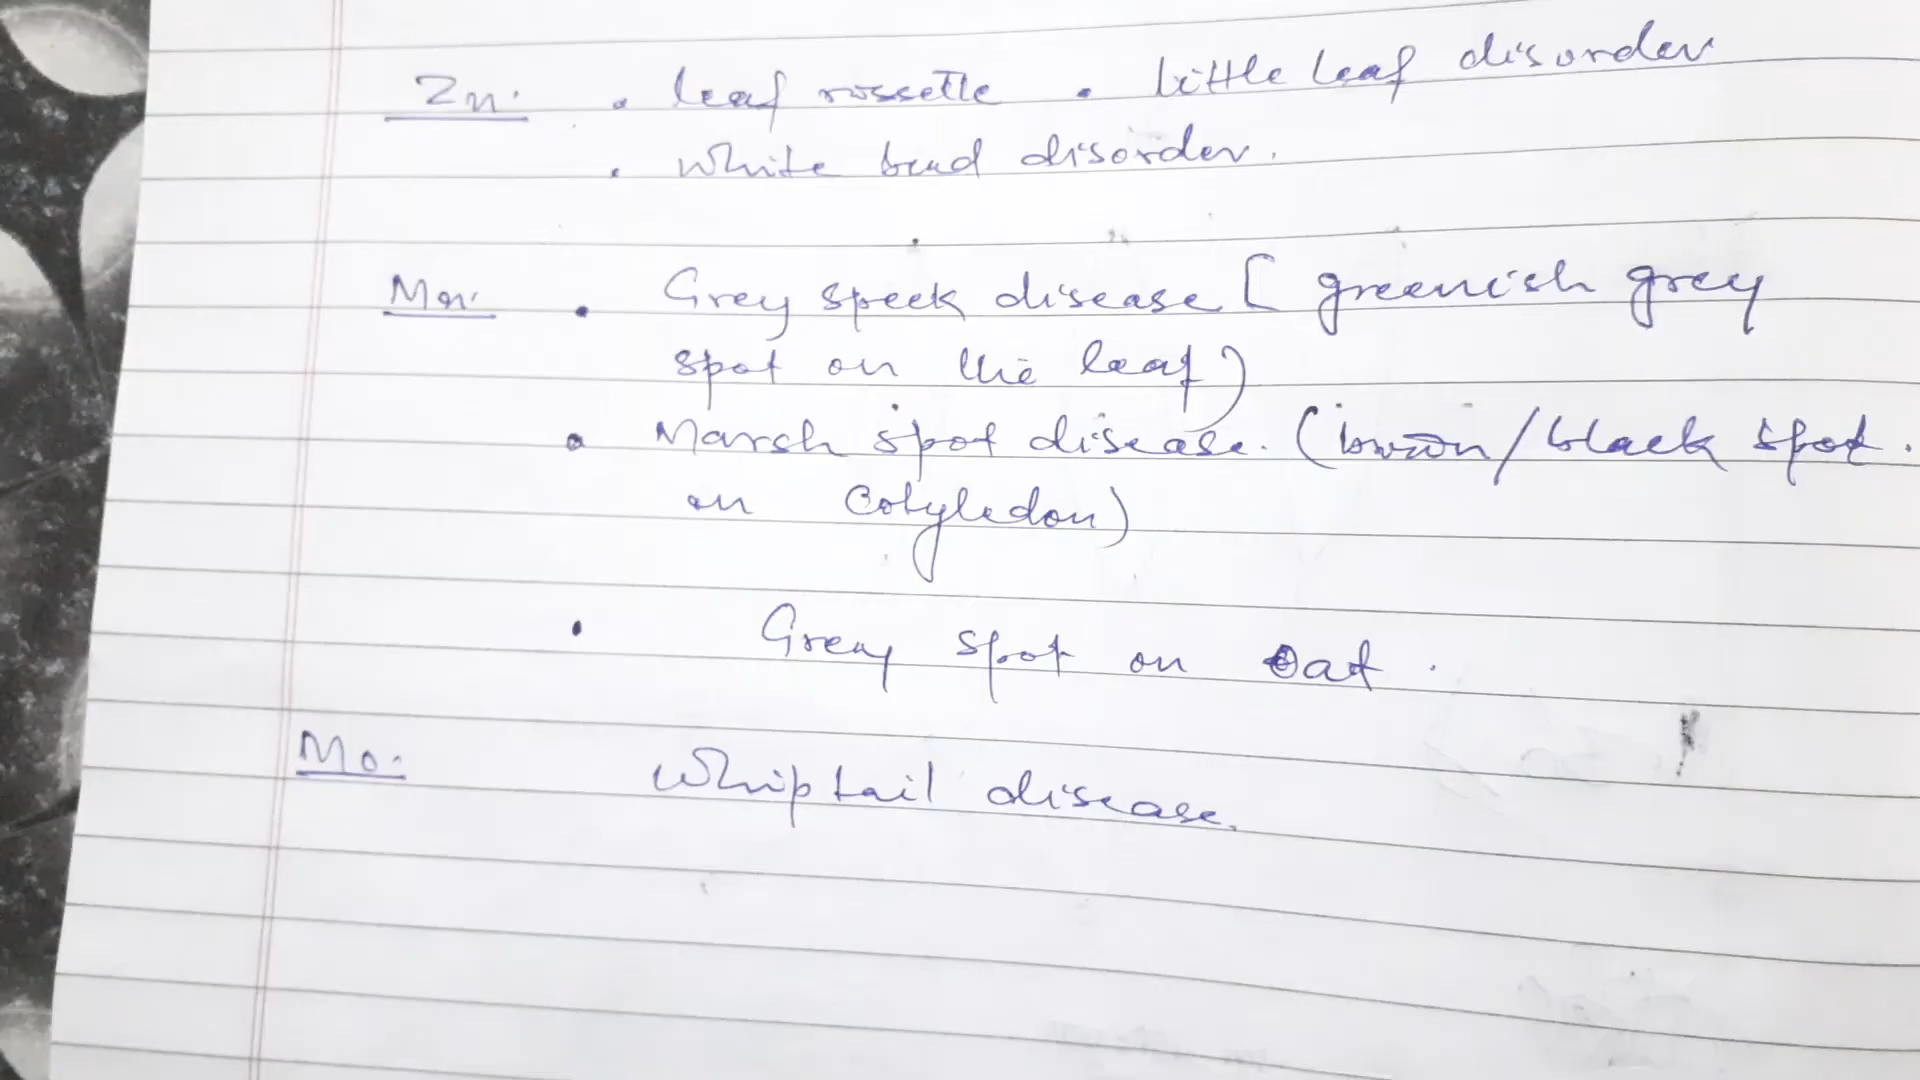 Zn. • leaf rossette • little leaf disorder
• White bud disorder.
Mn. • Grey speek disease [ greenish grey
spot on the leaf)
• Marsh spot disease. (brown/black spot.
on Cotyledon)
• Grey spot on oat.
Mo. Whiptail disease.